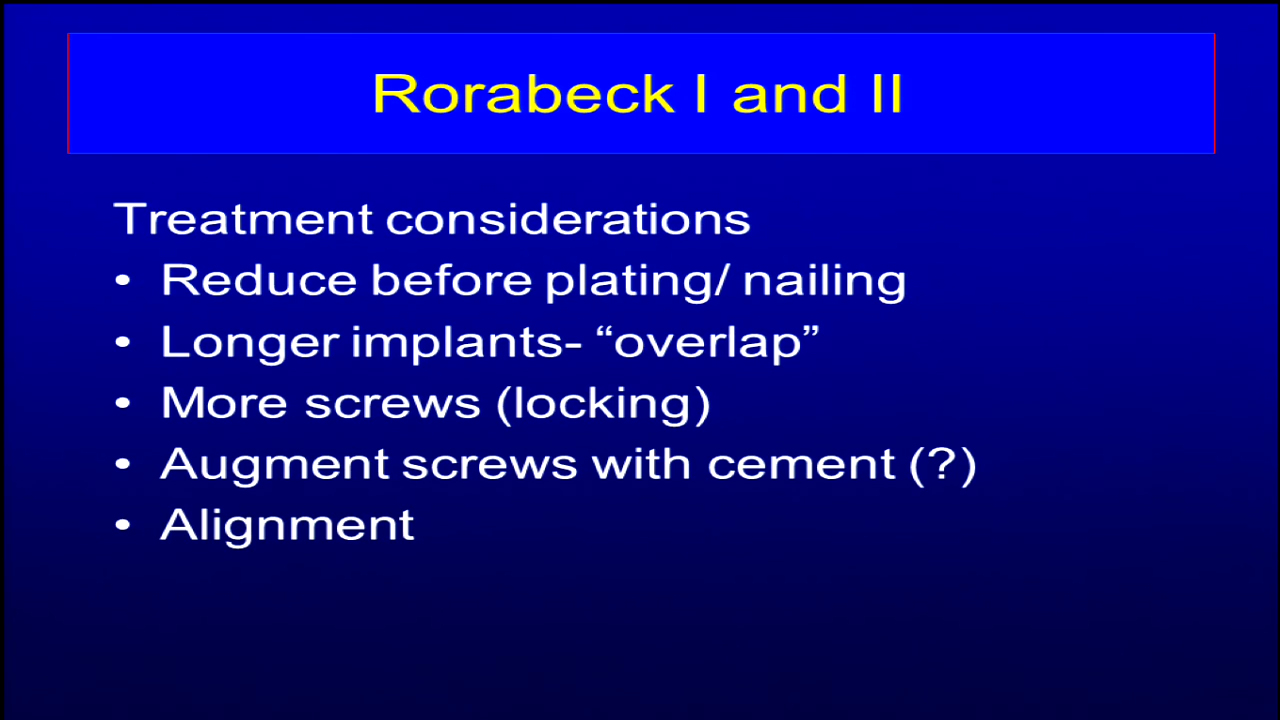 Rorabeck I and II
Treatment considerations
• Reduce before plating/ nailing
• Longer implants- “overlap”
• More screws (locking)
• Augment screws with cement (?)
• Alignment